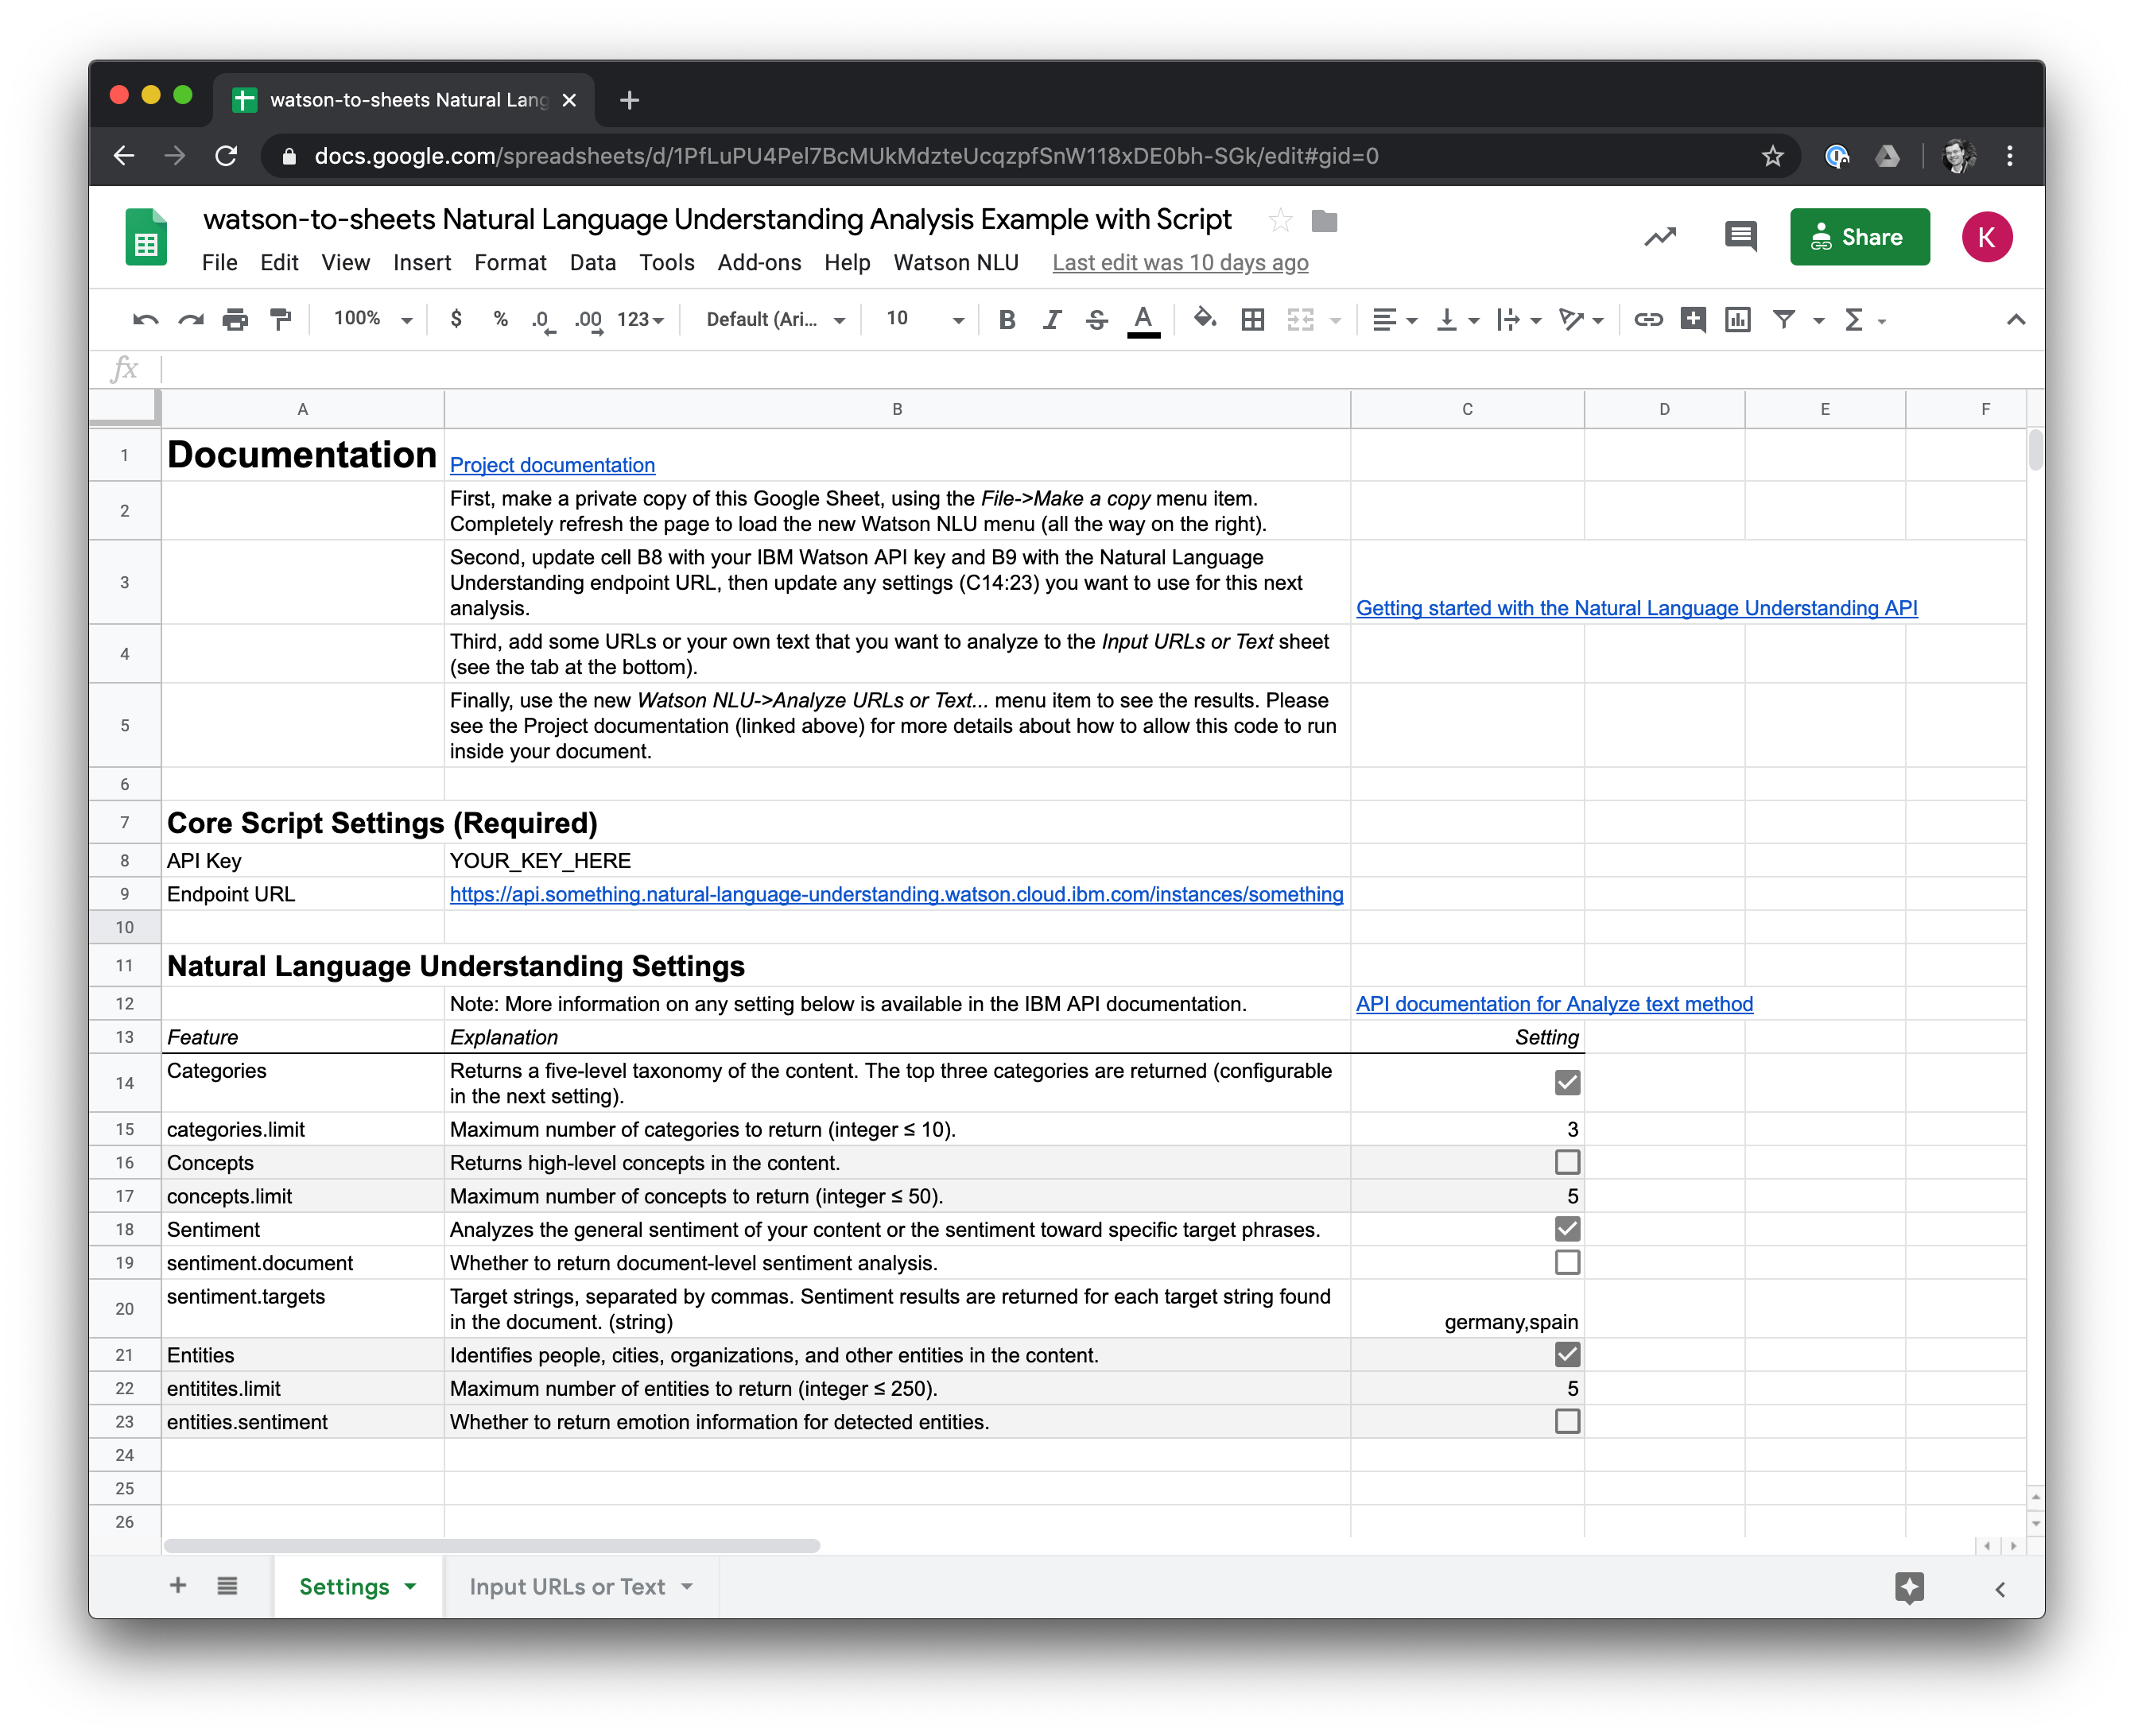 watson-to-sheets Natural Lang
docs.google.com/spreadsheets/d/1PfLuPU4Pel7BcMUkMdzteUcqzpfSnW118xDE0bh-SGk/edit#gid=0
watson-to-sheets Natural Language Understanding Analysis Example with Script
Share
K
File Edit View Insert Format Data Tools Add-ons Help Watson NLU Last edit was 10 days ago
100% $ % .0 .00 123 Default (Ari... 10 B I S A
fx
A B C D E F
1 Documentation Project documentation
2 First, make a private copy of this Google Sheet, using the File->Make a copy menu item.
Completely refresh the page to load the new Watson NLU menu (all the way on the right).
3 Second, update cell B8 with your IBM Watson API key and B9 with the Natural Language
Understanding endpoint URL, then update any settings (C14:23) you want to use for this next
analysis. Getting started with the Natural Language Understanding API
4 Third, add some URLs or your own text that you want to analyze to the Input URLs or Text sheet
(see the tab at the bottom).
5 Finally, use the new Watson NLU->Analyze URLs or Text... menu item to see the results. Please
see the Project documentation (linked above) for more details about how to allow this code to run
inside your document.
6
7 Core Script Settings (Required)
8 API Key YOUR_KEY_HERE
9 Endpoint URL https://api.something.natural-language-understanding.watson.cloud.ibm.com/instances/something
10
11 Natural Language Understanding Settings
12 Note: More information on any setting below is available in the IBM API documentation. API documentation for Analyze text method
13 Feature Explanation Setting
14 Categories Returns a five-level taxonomy of the content. The top three categories are returned (configurable
in the next setting).
15 categories.limit Maximum number of categories to return (integer ≤ 10). 3
16 Concepts Returns high-level concepts in the content.
17 concepts.limit Maximum number of concepts to return (integer ≤ 50). 5
18 Sentiment Analyzes the general sentiment of your content or the sentiment toward specific target phrases.
19 sentiment.document Whether to return document-level sentiment analysis.
20 sentiment.targets Target strings, separated by commas. Sentiment results are returned for each target string found
in the document. (string) germany,spain
21 Entities Identifies people, cities, organizations, and other entities in the content.
22 entitites.limit Maximum number of entities to return (integer ≤ 250). 5
23 entities.sentiment Whether to return emotion information for detected entities.
24
25
26
Settings Input URLs or Text